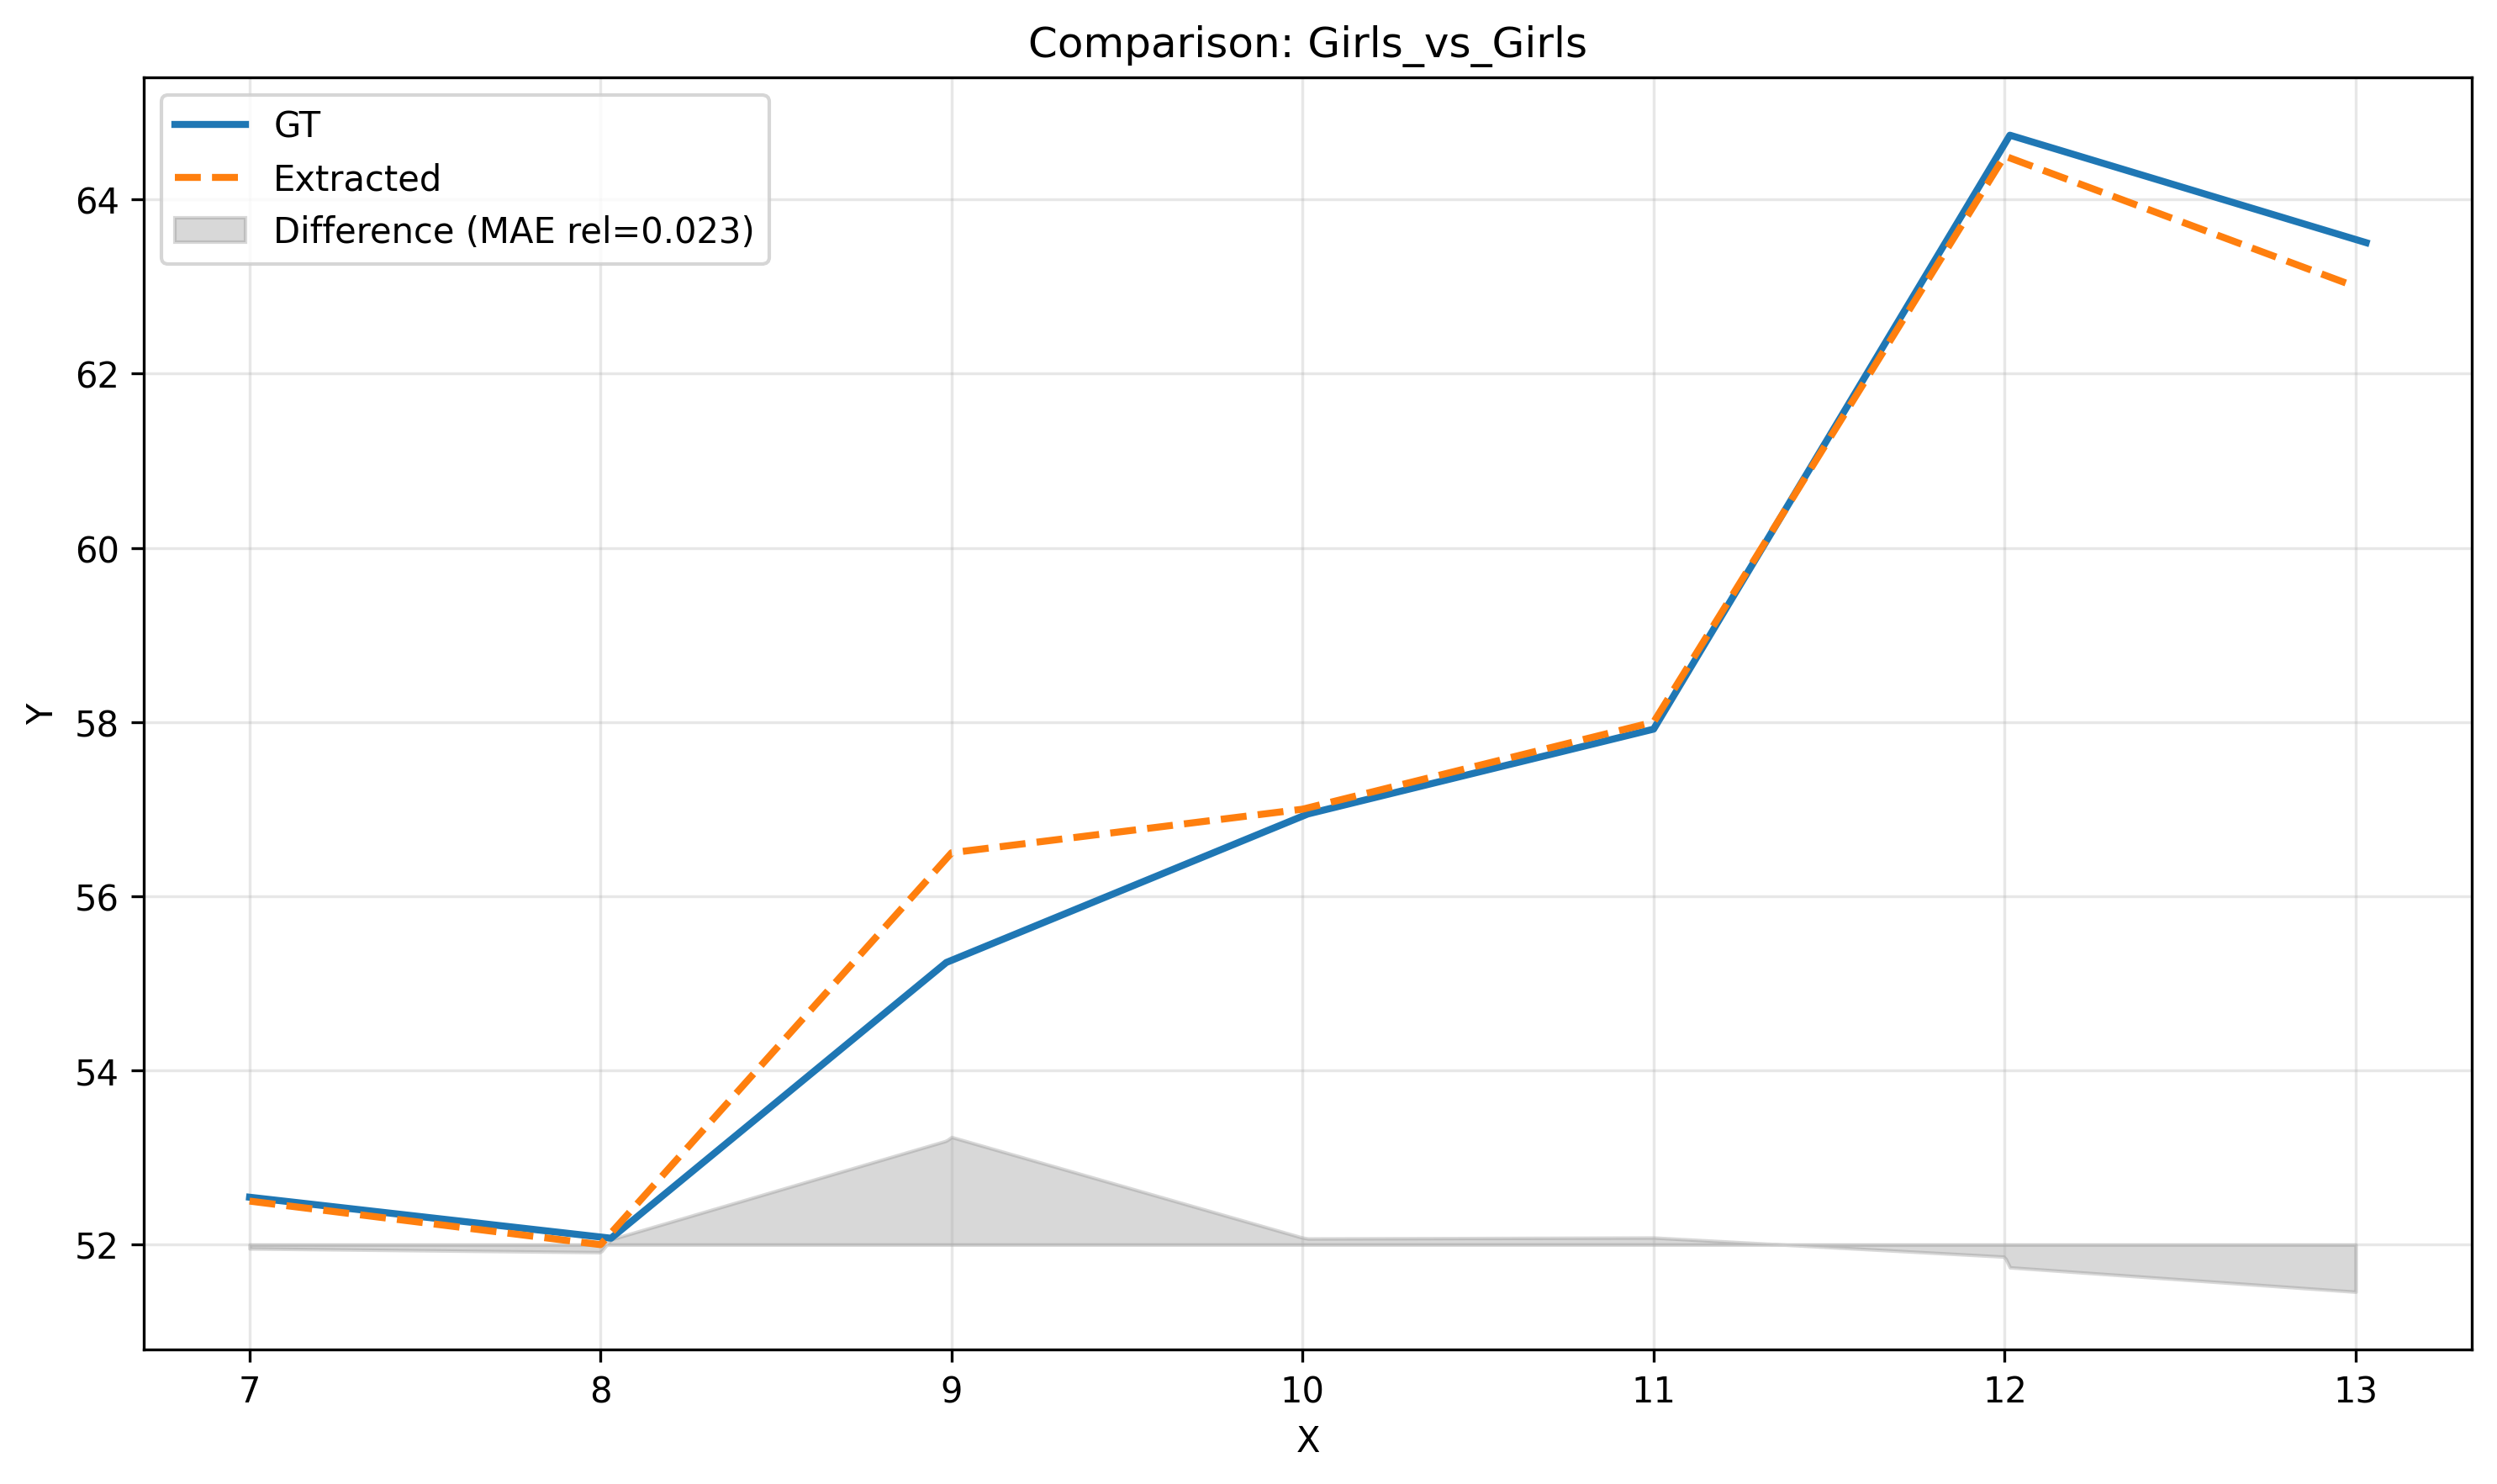 Comparison: Girls_vs_Girls
GT
Extracted
Difference (MAE rel=0.023)
Y
64
62
60
58
56
54
52
7 8 9 10 11 12 13
X